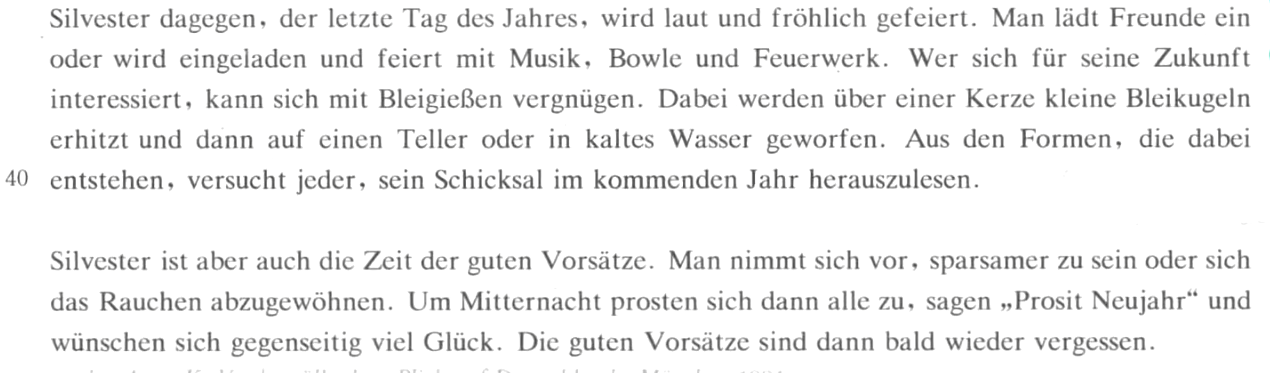 Silvester dagegen, der letzte Tag des Jahres, wird laut und fröhlich gefeiert. Man lädt Freunde ein
oder wird eingeladen und feiert mit Musik, Bowle und Feuerwerk. Wer sich für seine Zukunft
interessiert, kann sich mit Bleigießen vergnügen. Dabei werden über einer Kerze kleine Bleikugeln
erhitzt und dann auf einen Teller oder in kaltes Wasser geworfen. Aus den Formen, die dabei
40 entstehen, versucht jeder, sein Schicksal im kommenden Jahr herauszulesen.
Silvester ist aber auch die Zeit der guten Vorsätze. Man nimmt sich vor, sparsamer zu sein oder sich
das Rauchen abzugewöhnen. Um Mitternacht prosten sich dann alle zu, sagen „Prosit Neujahr“ und
wünschen sich gegenseitig viel Glück. Die guten Vorsätze sind dann bald wieder vergessen.